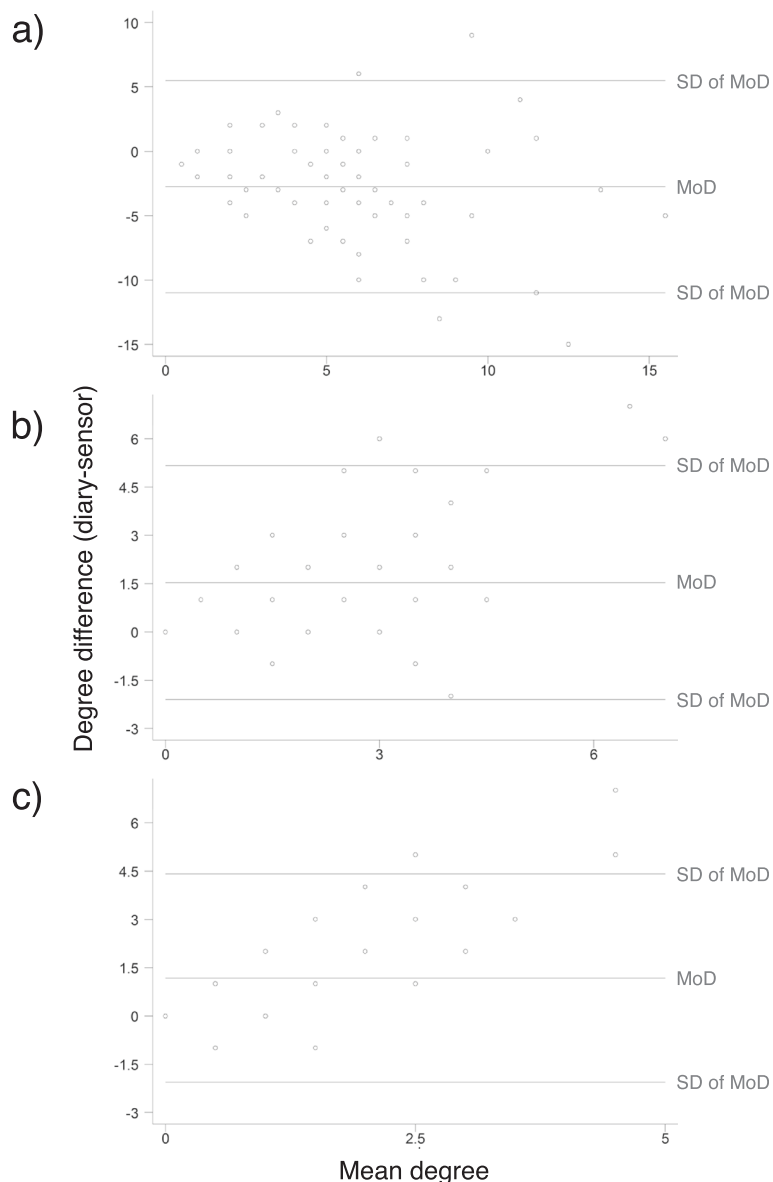 a)
10
5
0
-5
-10
-15
SD of MoD
MoD
SD of MoD
0 5 10 15
Degree difference (diary-sensor)
b)
6
4.5
3
1.5
0
-1.5
-3
SD of MoD
MoD
SD of MoD
0 3 6
c)
6
4.5
3
1.5
0
-1.5
-3
SD of MoD
MoD
SD of MoD
0 2.5 5
Mean degree